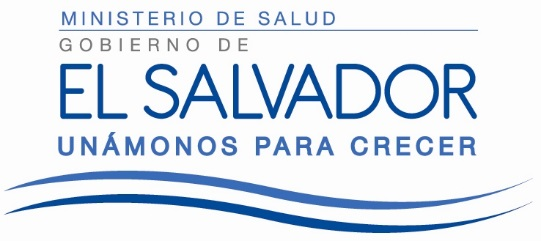 MINISTERIO DE SALUD
GOBIERNO DE
EL SALVADOR
UNÁMONOS PARA CRECER